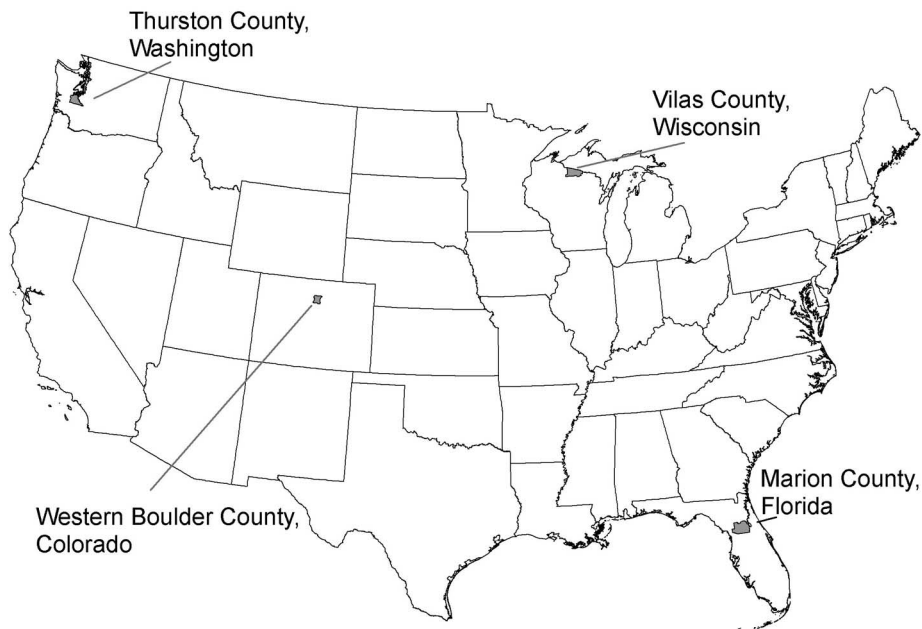 Thurston County,
Washington
Vilas County,
Wisconsin
Western Boulder County,
Colorado
Marion County,
Florida